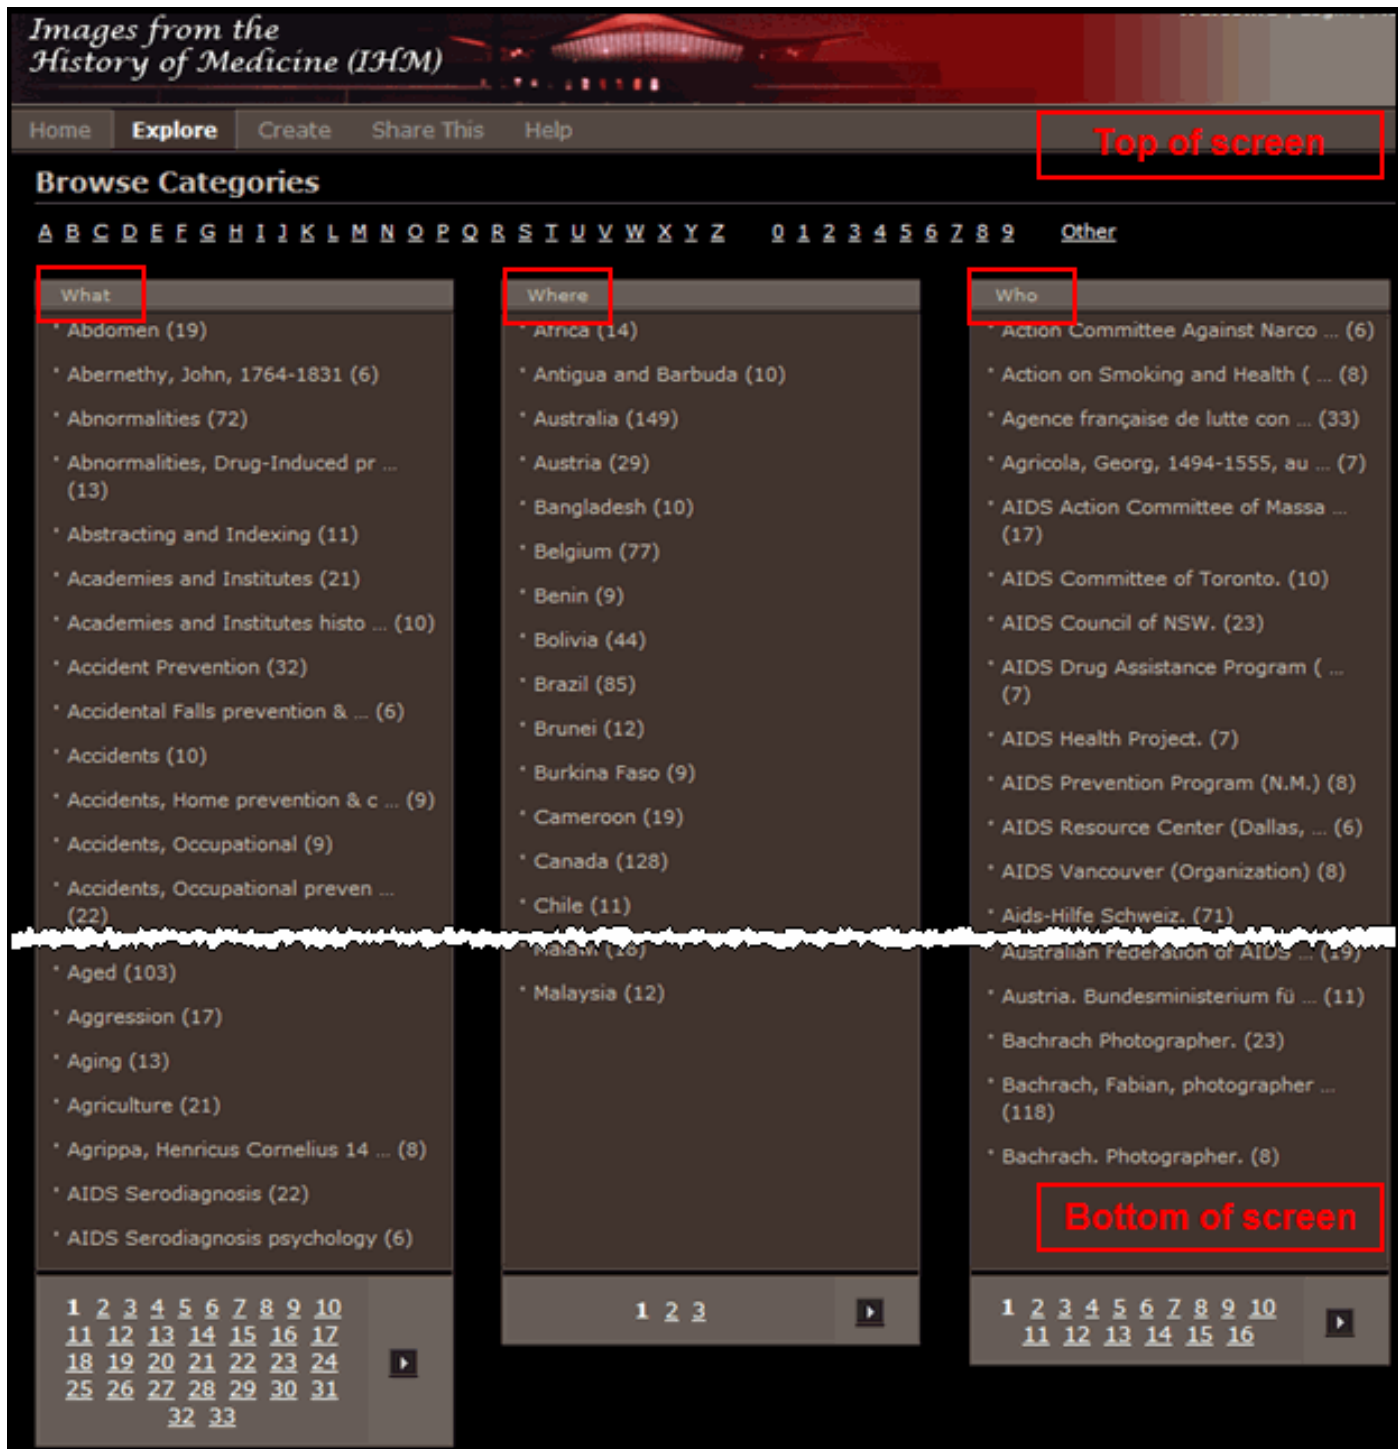 Images from the
History of Medicine (IHM)
Home Explore Create Share This Help
Top of screen
Browse Categories
A B C D E F G H I J K L M N O P Q R S T U V W X Y Z 0 1 2 3 4 5 6 7 8 9 Other
What
Abdomen (19)
Abernethy, John, 1764-1831 (6)
Abnormalities (72)
Abnormalities, Drug-Induced pr ...
(13)
Abstracting and Indexing (11)
Academies and Institutes (21)
Academies and Institutes histo ... (10)
Accident Prevention (32)
Accidental Falls prevention & ... (6)
Accidents (10)
Accidents, Home prevention & c ... (9)
Accidents, Occupational (9)
Accidents, Occupational preven ...
(22)
Aged (103)
Aggression (17)
Aging (13)
Agriculture (21)
Agrippa, Henricus Cornelius 14 ... (8)
AIDS Serodiagnosis (22)
AIDS Serodiagnosis psychology (6)
1 2 3 4 5 6 7 8 9 10
11 12 13 14 15 16 17
18 19 20 21 22 23 24
25 26 27 28 29 30 31
32 33
Where
Africa (14)
Antigua and Barbuda (10)
Australia (149)
Austria (29)
Bangladesh (10)
Belgium (77)
Benin (9)
Bolivia (44)
Brazil (85)
Brunei (12)
Burkina Faso (9)
Cameroon (19)
Canada (128)
Chile (11)
Malawi (18)
Malaysia (12)
1 2 3
Who
Action Committee Against Narco ... (6)
Action on Smoking and Health ( ... (8)
Agence française de lutte con ... (33)
Agricola, Georg, 1494-1555, au ... (7)
AIDS Action Committee of Massa ...
(17)
AIDS Committee of Toronto. (10)
AIDS Council of NSW. (23)
AIDS Drug Assistance Program ( ...
(7)
AIDS Health Project. (7)
AIDS Prevention Program (N.M.) (8)
AIDS Resource Center (Dallas, ... (6)
AIDS Vancouver (Organization) (8)
Aids-Hilfe Schweiz. (71)
Australian Federation of AIDS ... (19)
Austria. Bundesministerium fü ... (11)
Bachrach Photographer. (23)
Bachrach, Fabian, photographer ...
(118)
Bachrach. Photographer. (8)
Bottom of screen
1 2 3 4 5 6 7 8 9 10
11 12 13 14 15 16